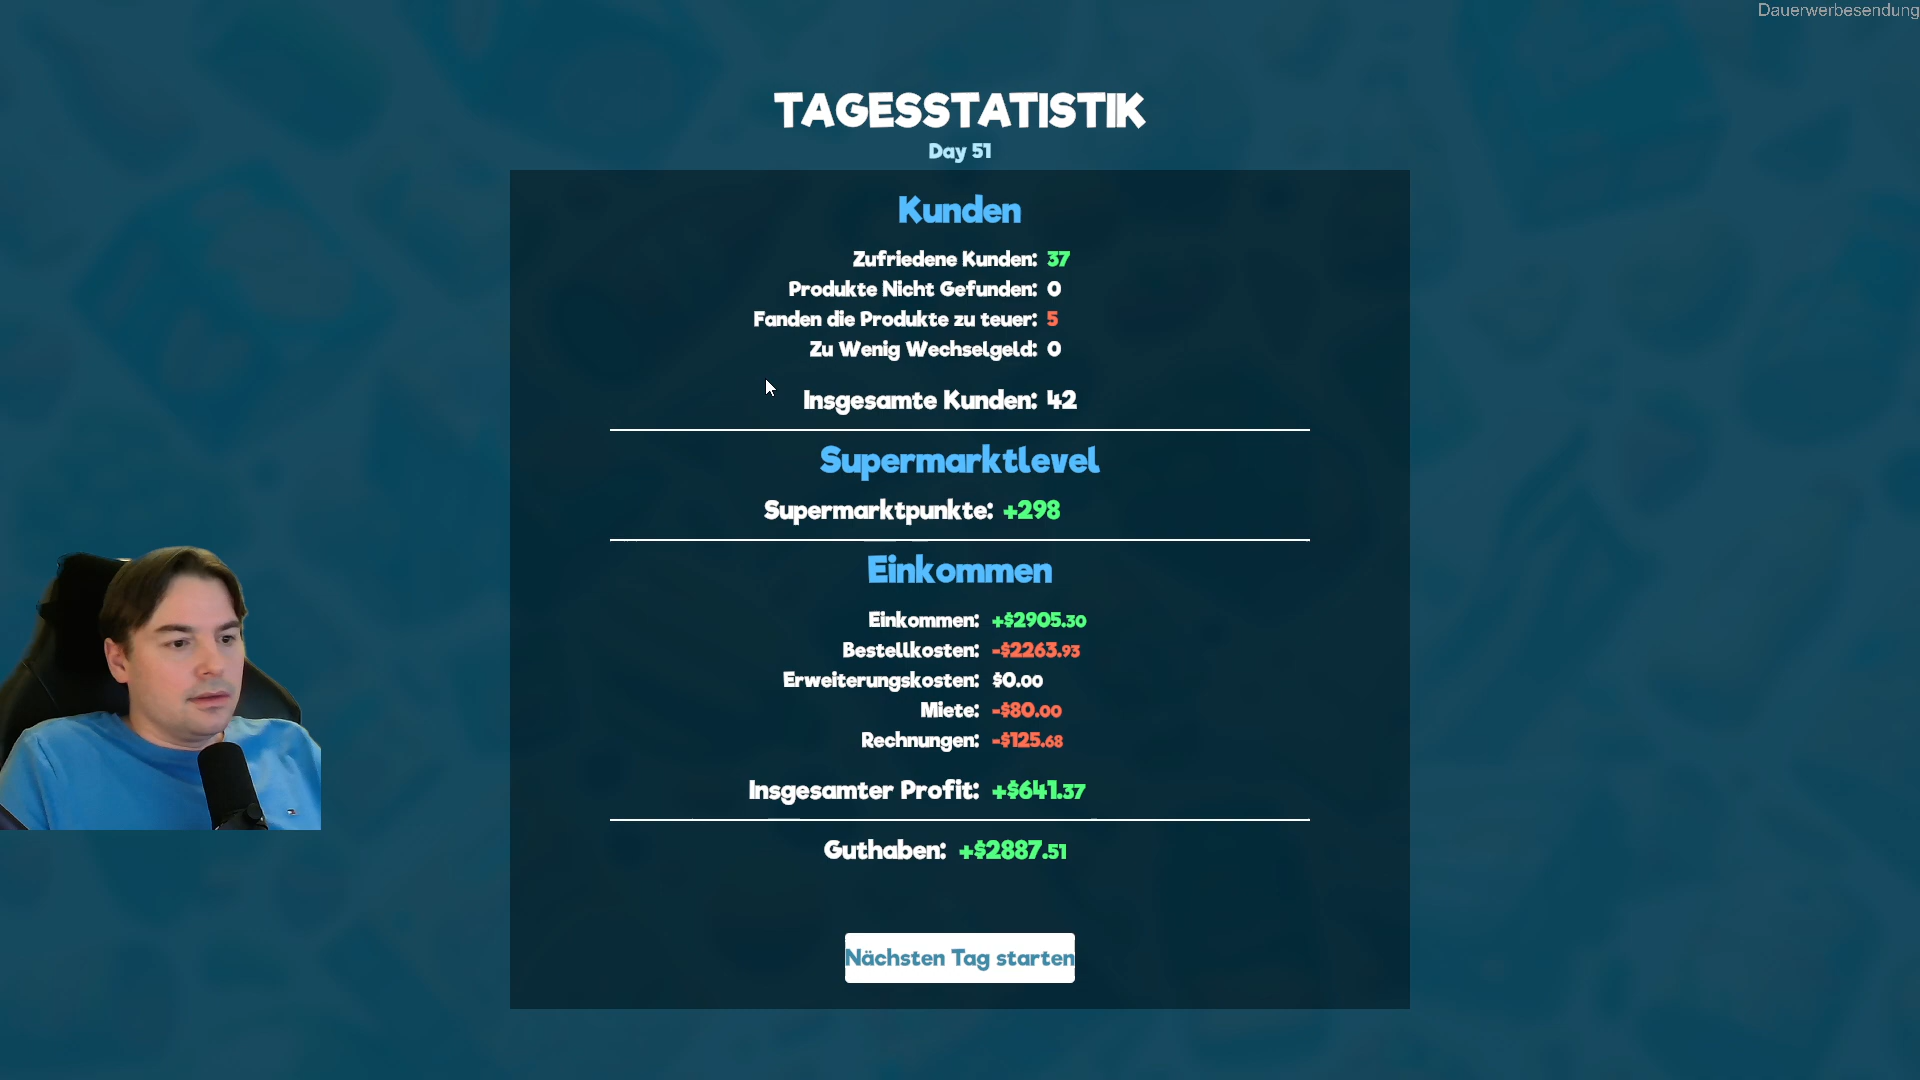 Dauerwerbesendung
TAGESSTATISTIK
Day 51
Kunden
Zufriedene Kunden: 37
Produkte Nicht Gefunden: 0
Fanden die Produkte zu teuer: 5
Zu Wenig Wechselgeld: 0
Insgesamte Kunden: 42
Supermarktlevel
Supermarktpunkte: +298
Einkommen
Einkommen: +$2905.30
Bestellkosten: -$2263.93
Erweiterungskosten: $0.00
Miete: -$80.00
Rechnungen: -$125.68
Insgesamter Profit: +$641.37
Guthaben: +$2887.51
Nächsten Tag starten